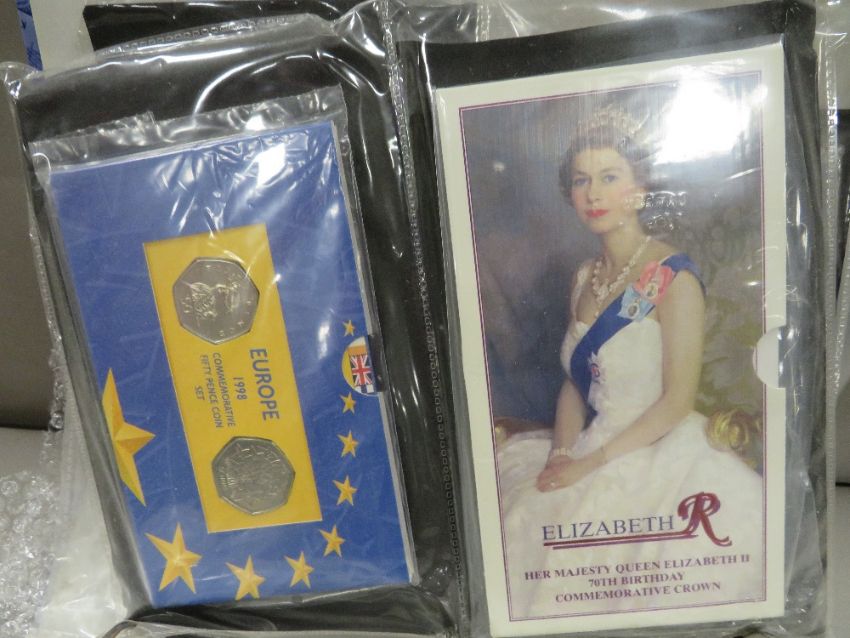 EUROPE
1998
COMMEMORATIVE
FIFTY PENCE COIN
SET
ELIZABETH R
HER MAJESTY QUEEN ELIZABETH II
70TH BIRTHDAY
COMMEMORATIVE CROWN